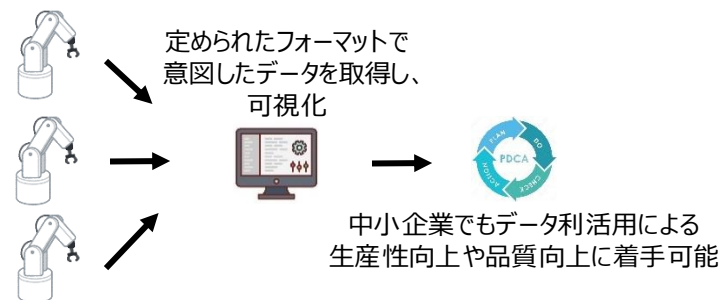 定められたフォーマットで
意図したデータを取得し、
可視化
PLAN
DO
PDCA
ACTION
CHECK
中小企業でもデータ利活用による
生産性向上や品質向上に着手可能